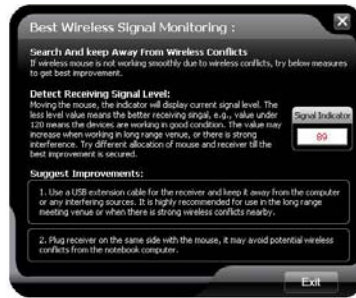 Best Wireless Signal Monitoring :
X
Search And keep Away From Wireless Conflicts
If wireless mouse is not working smoothly due to wireless conflicts, try below measures
to get best improvement.
Detect Receiving Signal Level:
Moving the mouse, the indicator will display current signal level. The
less level value means the better receiving singal, e.g., value under
120 means the devices are working in good condition. The value may
increase when working in long range venue, or there is strong
interference. Try different allocation of mouse and receiver till the
best improvement is secured.
Signal Indicator
89
Suggest Improvements:
1. Use a USB extension cable for the receiver and keep it away from the computer
or any interfering sources. It is highly recommended for use in the long range
meeting venue or when there is strong wireless conflicts nearby.
2. Plug receiver on the same side with the mouse, it may avoid potential wireless
conflicts from the notebook computer.
Exit